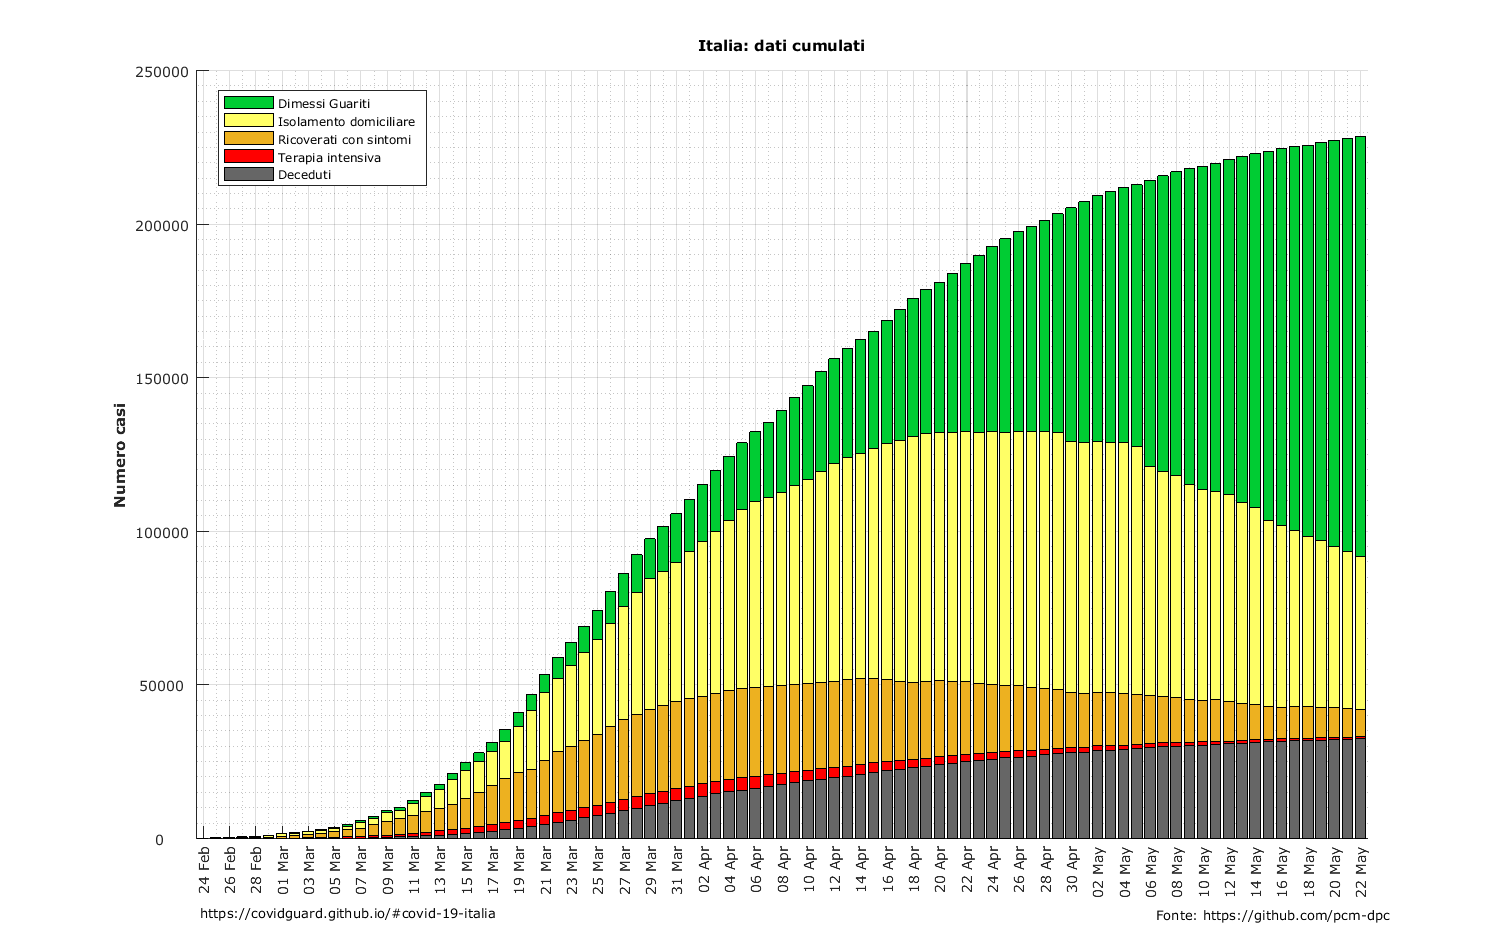 Italia: dati cumulati
250000
200000
150000
100000
50000
0
Numero casi
Dimessi Guariti
Isolamento domiciliare
Ricoverati con sintomi
Terapia intensiva
Deceduti
24 Feb
26 Feb
28 Feb
01 Mar
03 Mar
05 Mar
07 Mar
09 Mar
11 Mar
13 Mar
15 Mar
17 Mar
19 Mar
21 Mar
23 Mar
25 Mar
27 Mar
29 Mar
31 Mar
02 Apr
04 Apr
06 Apr
08 Apr
10 Apr
12 Apr
14 Apr
16 Apr
18 Apr
20 Apr
22 Apr
24 Apr
26 Apr
28 Apr
30 Apr
02 May
04 May
06 May
08 May
10 May
12 May
14 May
16 May
18 May
20 May
22 May
https://covidguard.github.io/#covid-19-italia
Fonte: https://github.com/pcm-dpc